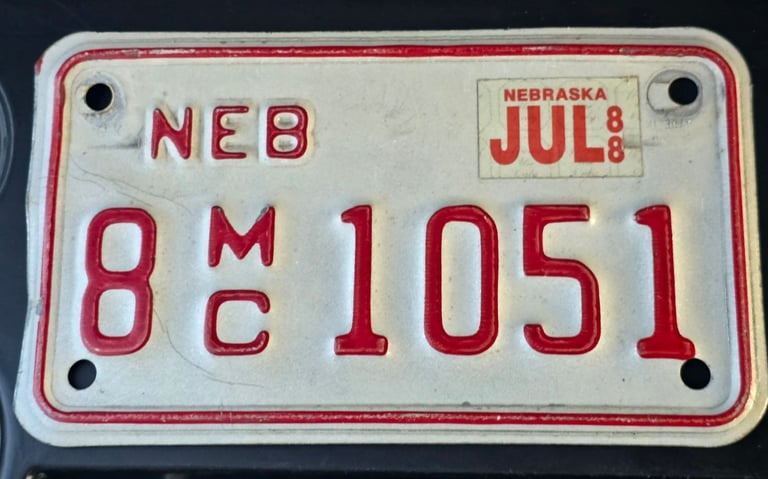 NEB
NEBRASKA
JUL 88
8 MC 1051